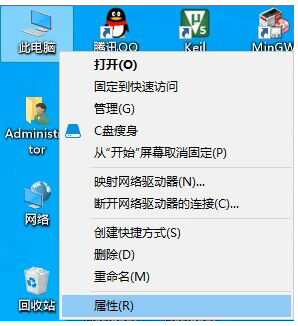 此电脑
腾讯QQ
Keil
MinGW
打开(O)
固定到快速访问
管理(G)
C盘瘦身
从“开始”屏幕取消固定(P)
映射网络驱动器(N)...
断开网络驱动器的连接(C)...
创建快捷方式(S)
删除(D)
重命名(M)
属性(R)
Administra
tor
网络
回收站